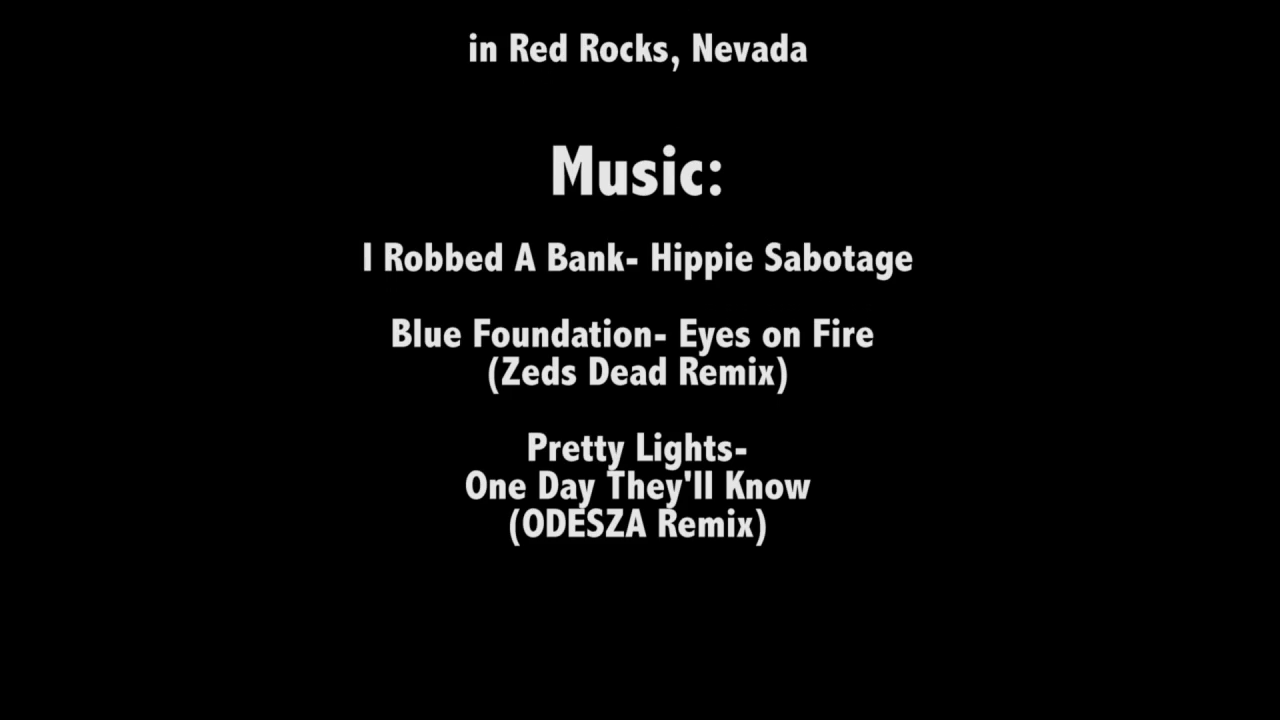 in Red Rocks, Nevada
Music:
I Robbed A Bank- Hippie Sabotage
Blue Foundation- Eyes on Fire
(Zeds Dead Remix)
Pretty Lights-
One Day They'll Know
(ODESZA Remix)